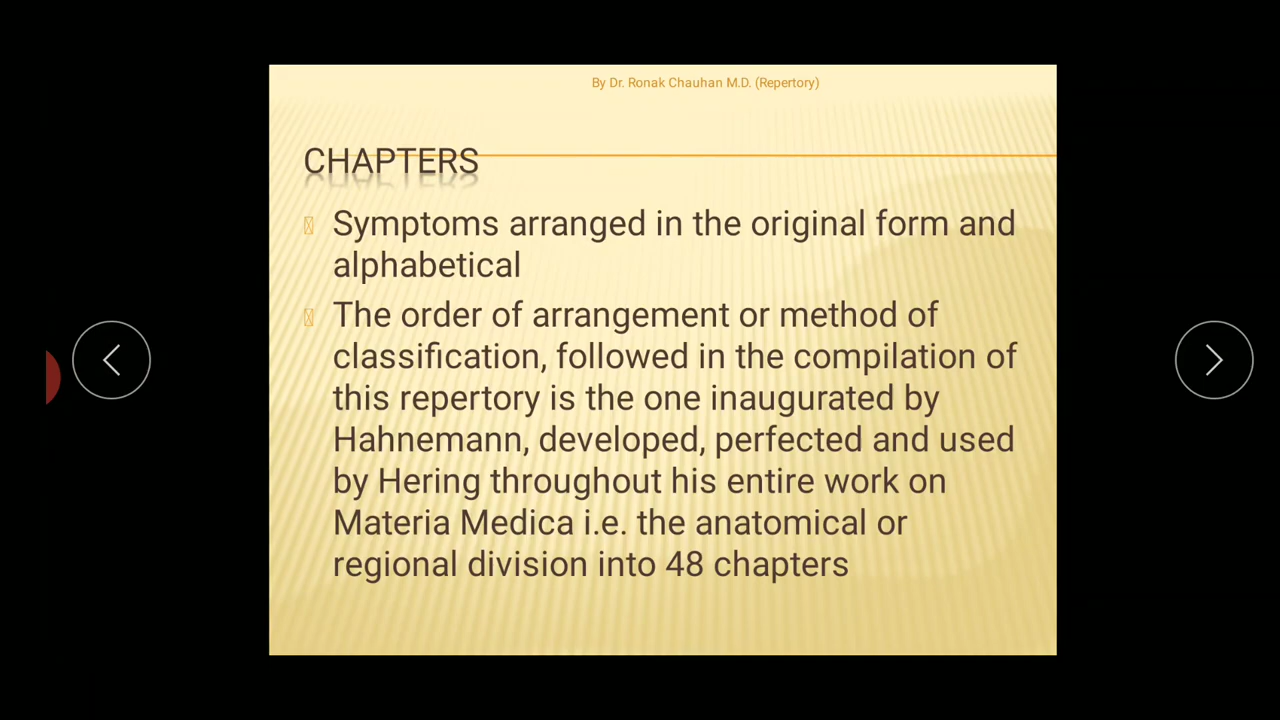 By Dr. Ronak Chauhan M.D. (Repertory)
CHAPTERS
Symptoms arranged in the original form and
alphabetical
The order of arrangement or method of
classification, followed in the compilation of
this repertory is the one inaugurated by
Hahnemann, developed, perfected and used
by Hering throughout his entire work on
Materia Medica i.e. the anatomical or
regional division into 48 chapters